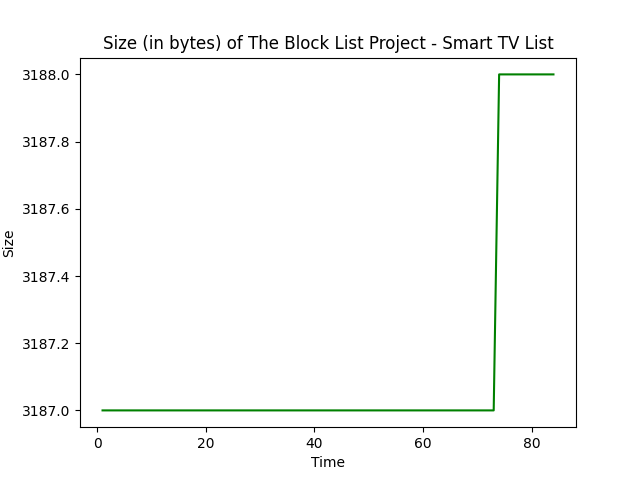 Size (in bytes) of The Block List Project - Smart TV List
3188.0
3187.8
3187.6
3187.4
3187.2
3187.0
Size
0 20 40 60 80
Time